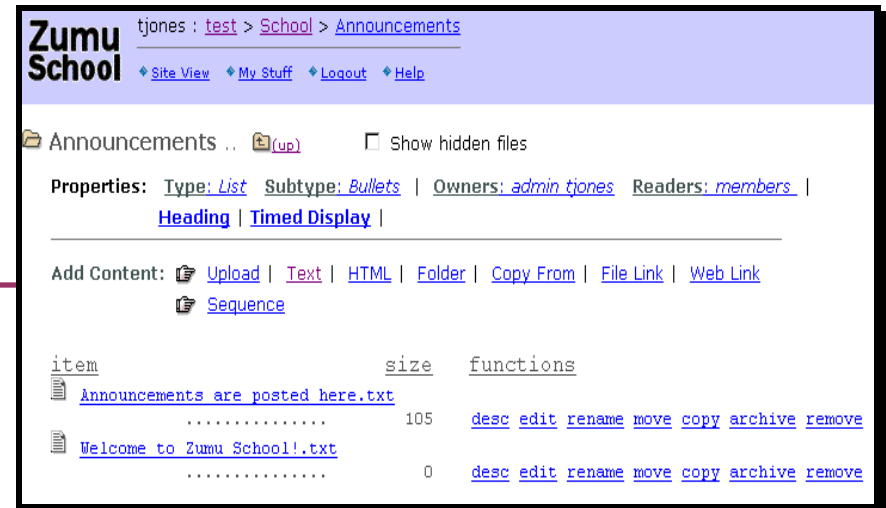 Zumu School
tjones : test > School > Announcements
Site View My Stuff Logout Help
Announcements .. (up) Show hidden files
Properties: Type: List Subtype: Bullets | Owners: admin tjones Readers: members |
Heading | Timed Display |
Add Content: Upload | Text | HTML | Folder | Copy From | File Link | Web Link
Sequence
item size functions
Announcements are posted here.txt
............... 105 desc edit rename move copy archive remove
Welcome to Zumu School!.txt
............... 0 desc edit rename move copy archive remove